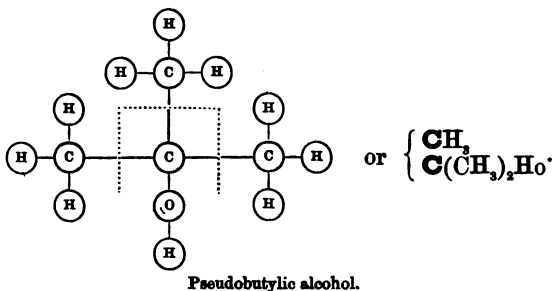 H
H C H
H H
H C C C H or { CH₃
C(CH₃)₂Ho.
H O H
H
Pseudobutylic alcohol.